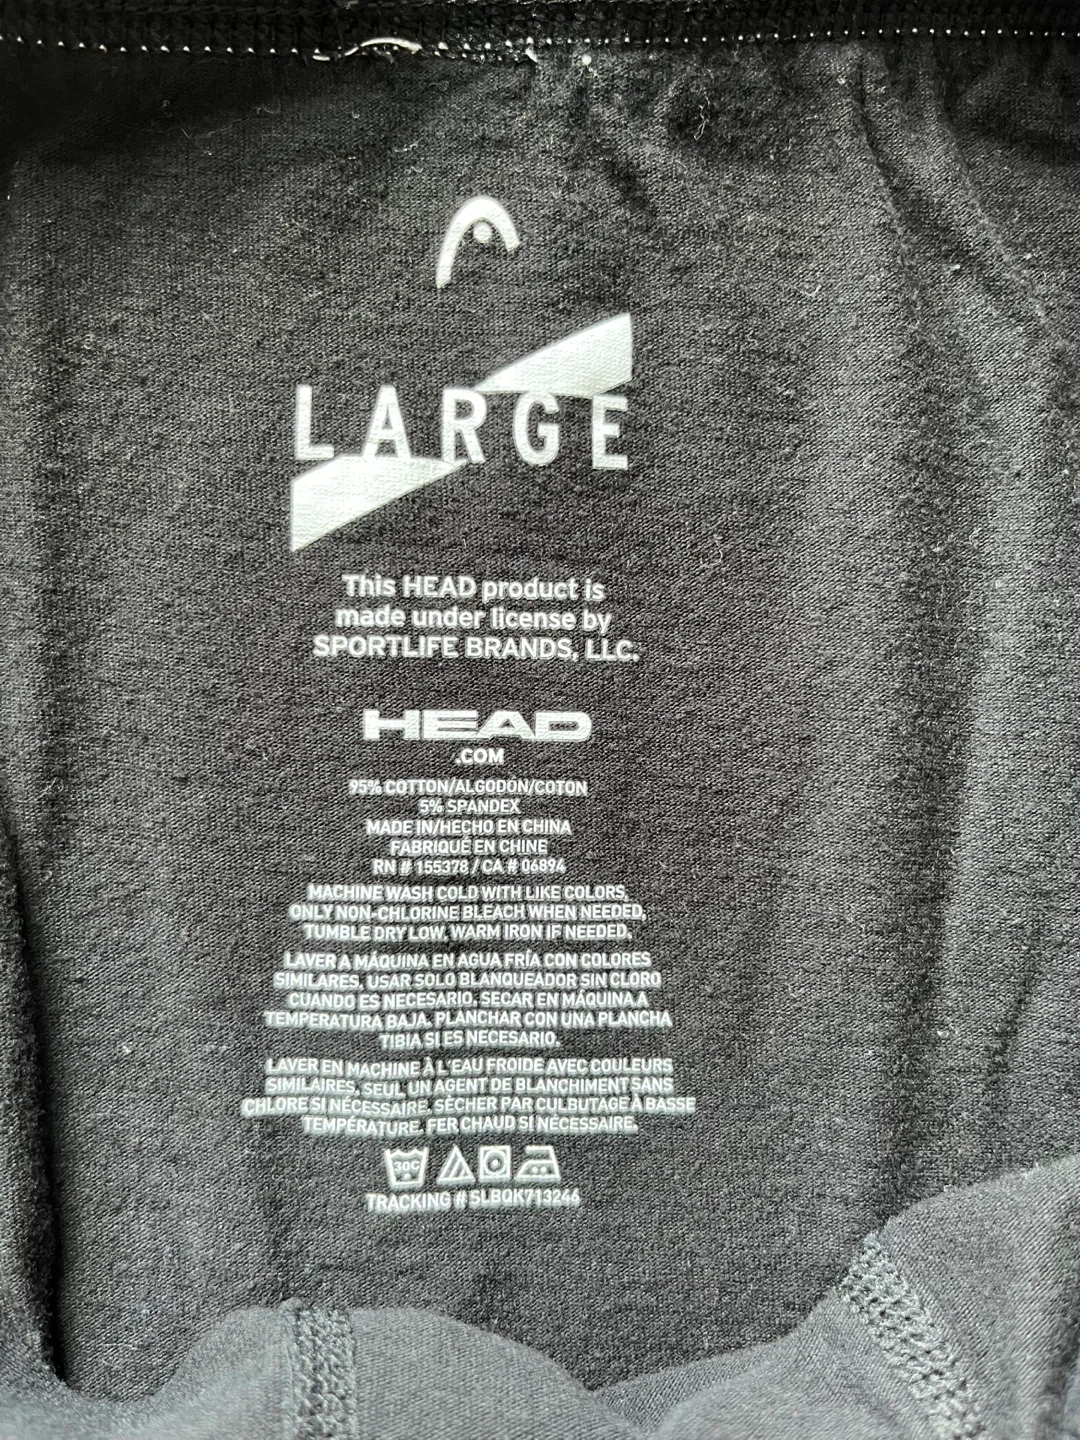 LARGE
This HEAD product is
made under license by
SPORTLIFE BRANDS, LLC.
HEAD
.COM
95% COTTON/ALGODÓN/COTON
5% SPANDEX
MADE IN/HECHO EN CHINA
FABRIQUÉ EN CHINE
RN # 155378 / CA # 06894
MACHINE WASH COLD WITH LIKE COLORS,
ONLY NON-CHLORINE BLEACH WHEN NEEDED,
TUMBLE DRY LOW, WARM IRON IF NEEDED.
LAVER A MÁQUINA EN AGUA FRÍA CON COLORES
SIMILARES. USAR SOLO BLANQUEADOR SIN CLORO
CUANDO ES NECESARIO. SECAR EN MÁQUINA A
TEMPERATURA BAJA. PLANCHAR CON UNA PLANCHA
TIBIA SI ES NECESARIO.
LAVER EN MACHINE À L'EAU FROIDE AVEC COULEURS
SIMILAIRES. SEUL UN AGENT DE BLANCHIMENT SANS
CHLORE SI NÉCESSAIRE. SÈCHER PAR CULBUTAGE À BASSE
TEMPÉRATURE. FER CHAUD SI NÉCESSAIRE.
30C
TRACKING # SLBQK713246